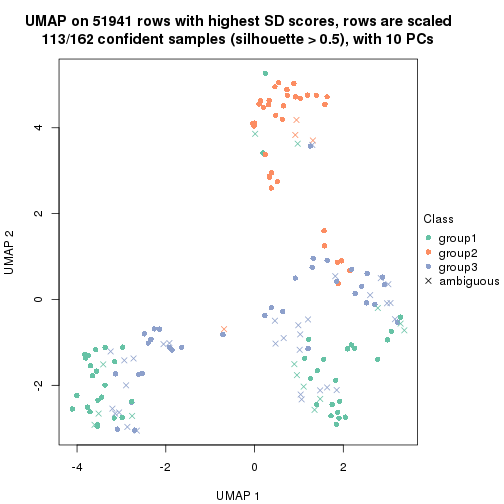 UMAP on 51941 rows with highest SD scores, rows are scaled
113/162 confident samples (silhouette > 0.5), with 10 PCs
UMAP 2
4
2
0
-2
-4
-2
0
2
UMAP 1
Class
group1
group2
group3
ambiguous